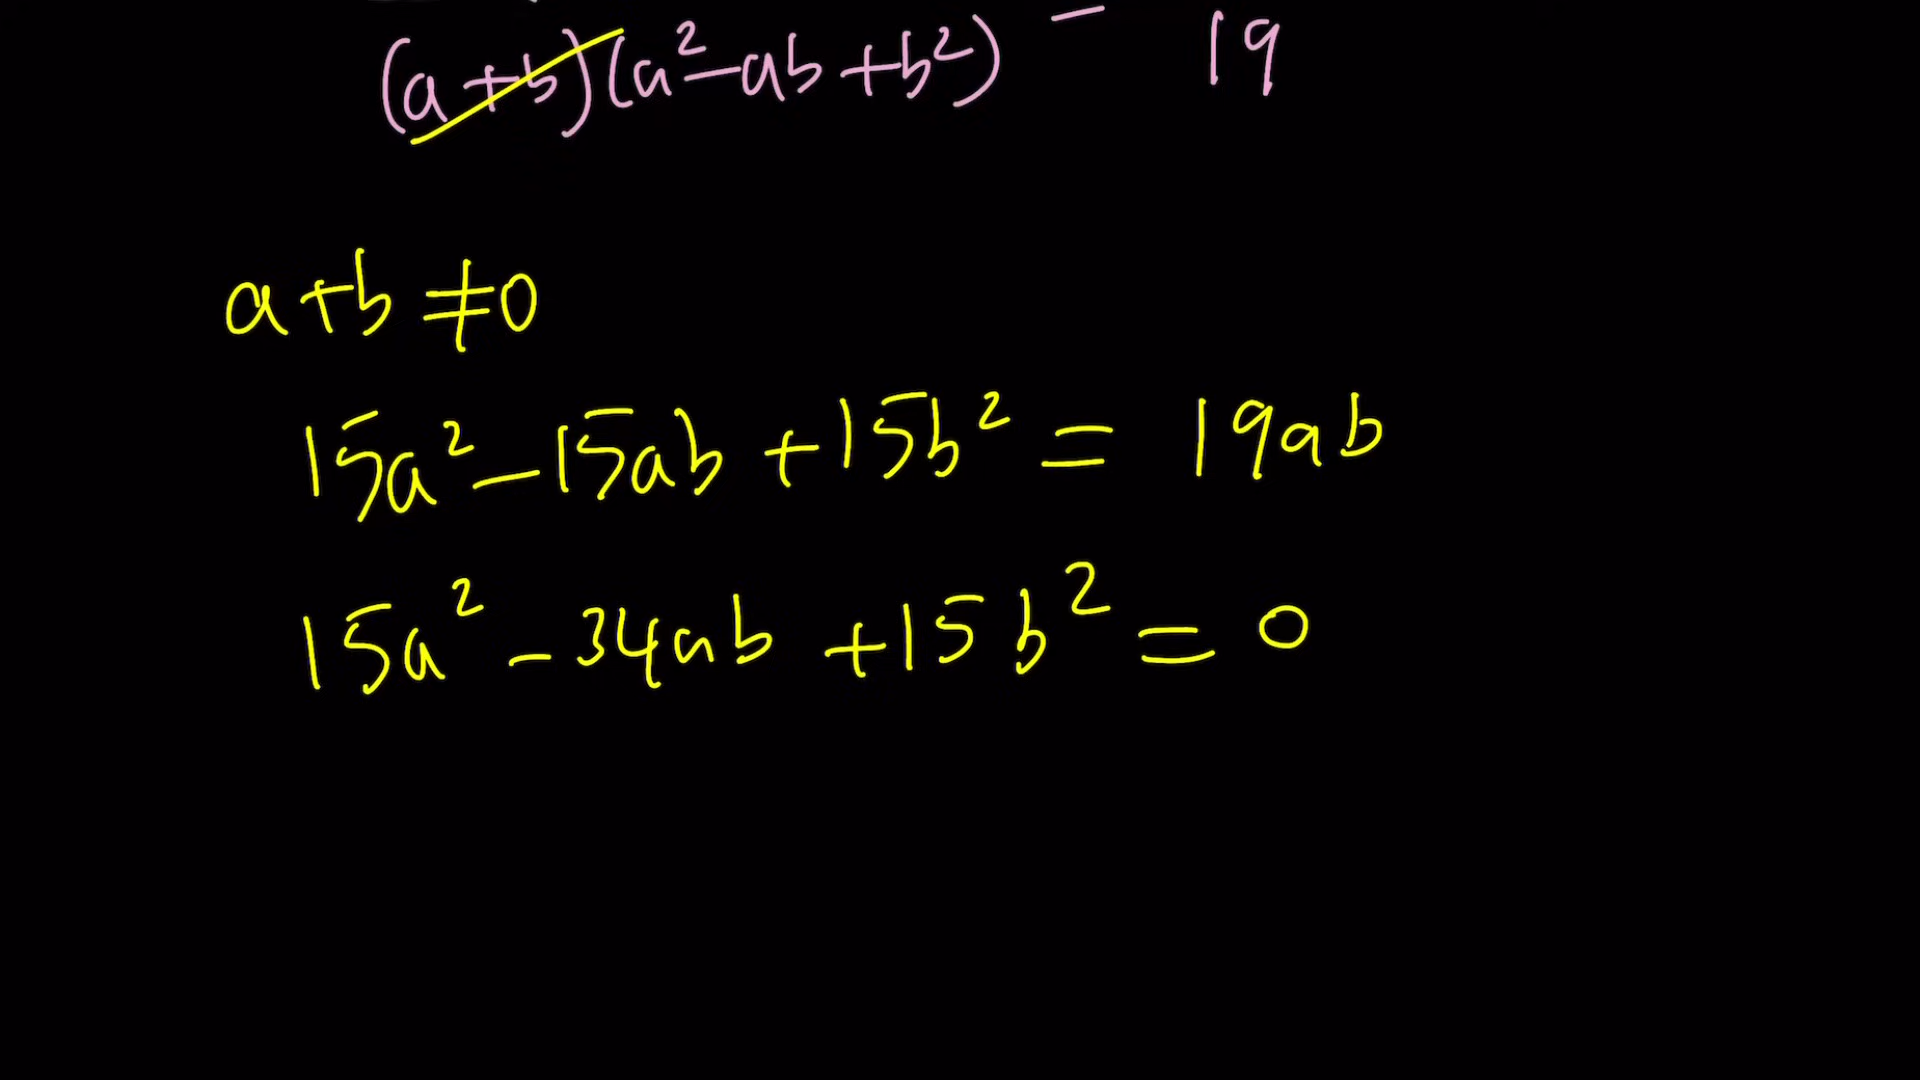 (a+b)(a²-ab+b²) = 19
a+b ≠0
15a²-15ab+15b² = 19ab
15a²-34ab+15b² = 0